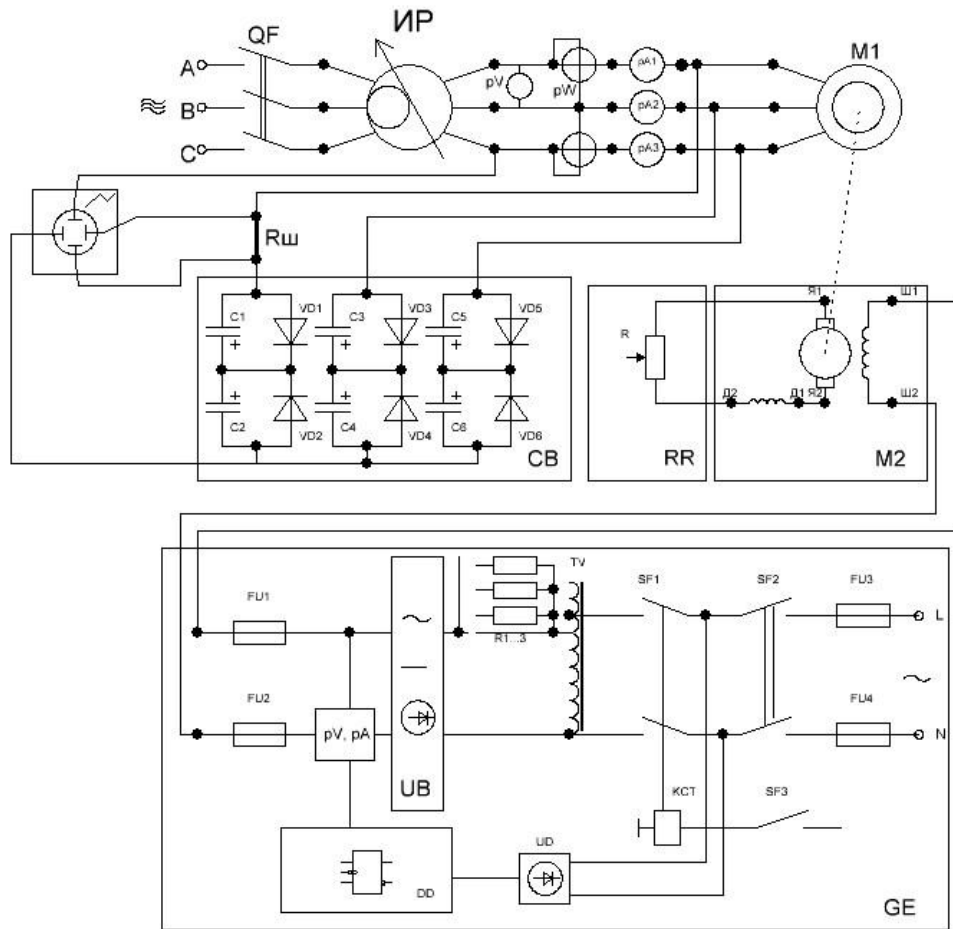 QF
ИР
M1
A
B
C
pV
pW
pA1
pA2
pA3
Rш
C1
VD1
C3
VD3
C5
VD5
C2
VD2
C4
VD4
C6
VD6
CB
R
RR
Я1
Ш1
Д2
Д1
Я2
Ш2
M2
FU1
FU2
pV, pA
UB
R1...3
TV
SF1
SF2
FU3
L
FU4
N
KCT
SF3
UD
DD
GE